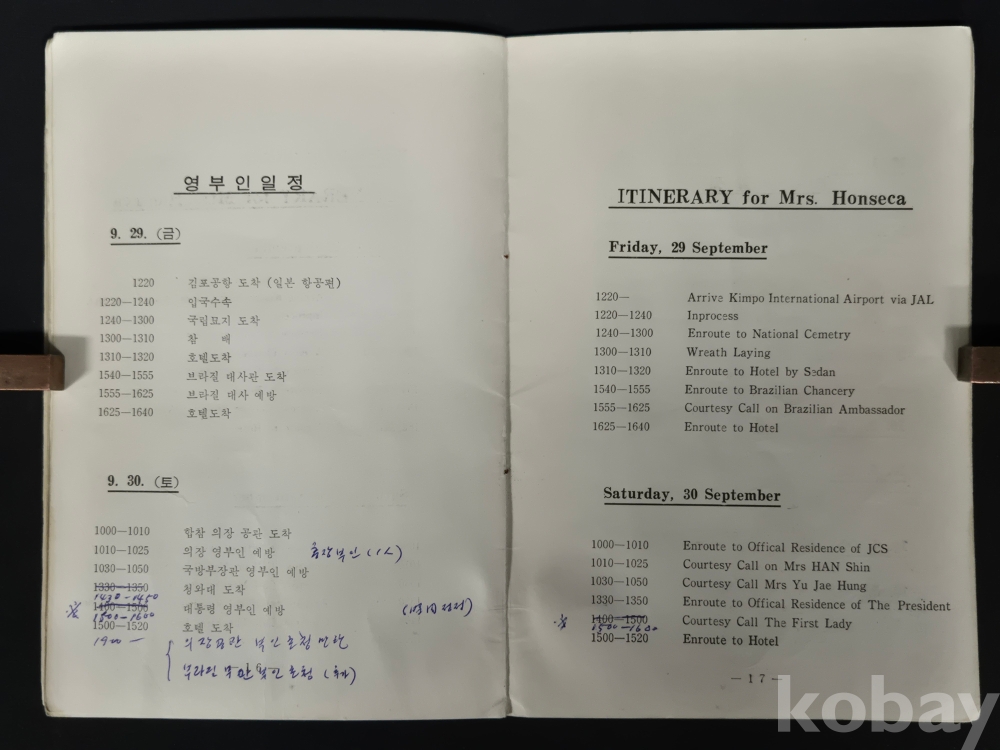 영부인일정
9. 29. (금)
1220 김포공항 도착 (일본 항공편)
1220—1240 입국수속
1240—1300 국립묘지 도착
1300—1310 참 배
1310—1320 호텔도착
1540—1555 브라질 대사관 도착
1555—1625 브라질 대사 예방
1625—1640 호텔도착
9. 30. (토)
1000—1010 합참 의장 공관 도착
1010—1025 의장 영부인 예방
1030—1050 국방부장관 영부인 예방
1330—1350 청와대 도착
1430-1450
1400—1500 대통령 영부인 예방
1500-1600
1500—1520 호텔 도착
1900 —
ITINERARY for Mrs. Honseca
Friday, 29 September
1220— Arrive Kimpo International Airport via JAL
1220—1240 Inprocess
1240—1300 Enroute to National Cemetry
1300—1310 Wreath Laying
1310—1320 Enroute to Hotel by Sedan
1540—1555 Enroute to Brazilian Chancery
1555—1625 Courtesy Call on Brazilian Ambassador
1625—1640 Enroute to Hotel
Saturday, 30 September
1000—1010 Enroute to Offical Residence of JCS
1010—1025 Courtesy Call on Mrs HAN Shin
1030—1050 Courtesy Call Mrs Yu Jae Hung
1330—1350 Enroute to Offical Residence of The President
1400—1500 Courtesy Call The First Lady
1500-1600
1500—1520 Enroute to Hotel
— 17 —
kobay